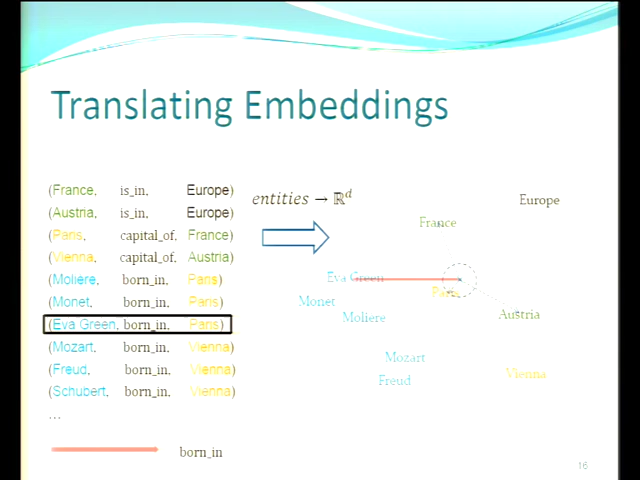 Translating Embeddings
(France, is_in, Europe)
(Austria, is_in, Europe)
(Paris, capital_of, France)
(Vienna, capital_of, Austria)
(Moliere, born_in, Paris)
(Monet, born_in, Paris)
(Eva Green, born_in, Paris)
(Mozart, born_in, Vienna)
(Freud, born_in, Vienna)
(Schubert, born_in, Vienna)
...
born_in
entities → ℝᵈ
Europe
France
Eva Green
Paris
Monet
Moliere
Austria
Mozart
Freud
Vienna
16